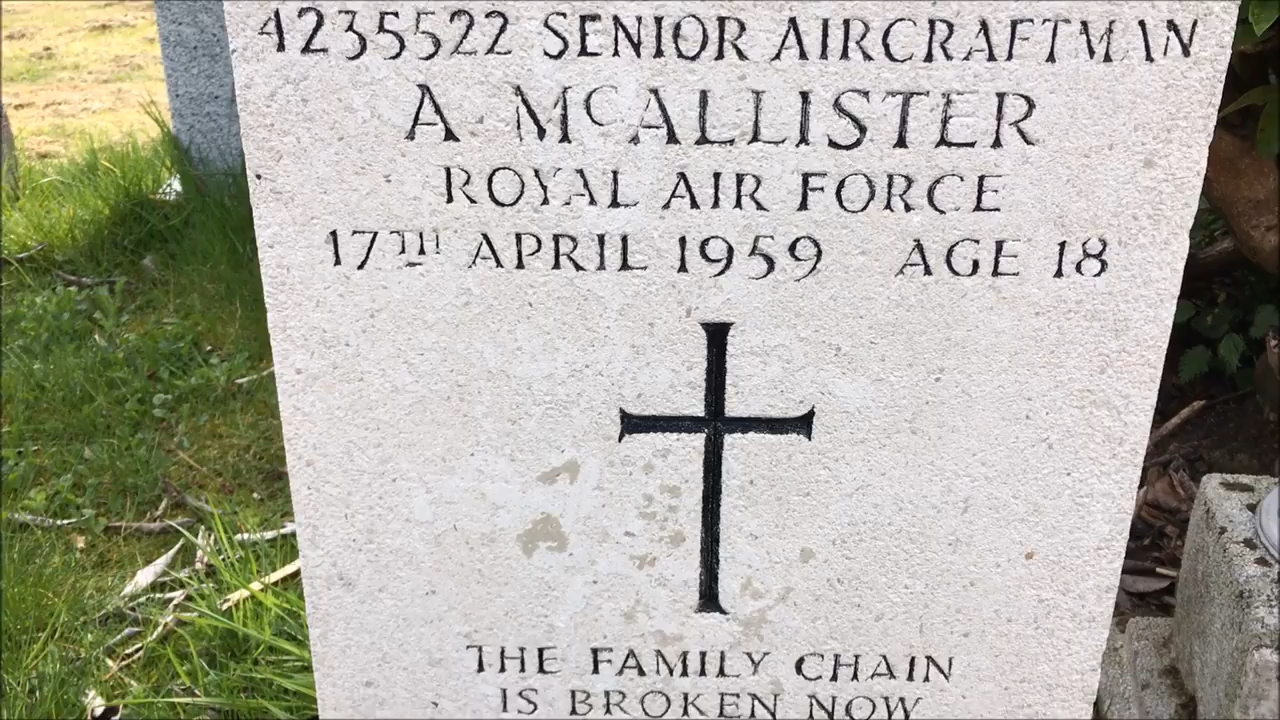 4235522 SENIOR AIRCRAFTMAN
A. McALLISTER
ROYAL AIR FORCE
17TH APRIL 1959 AGE 18
THE FAMILY CHAIN
IS BROKEN NOW